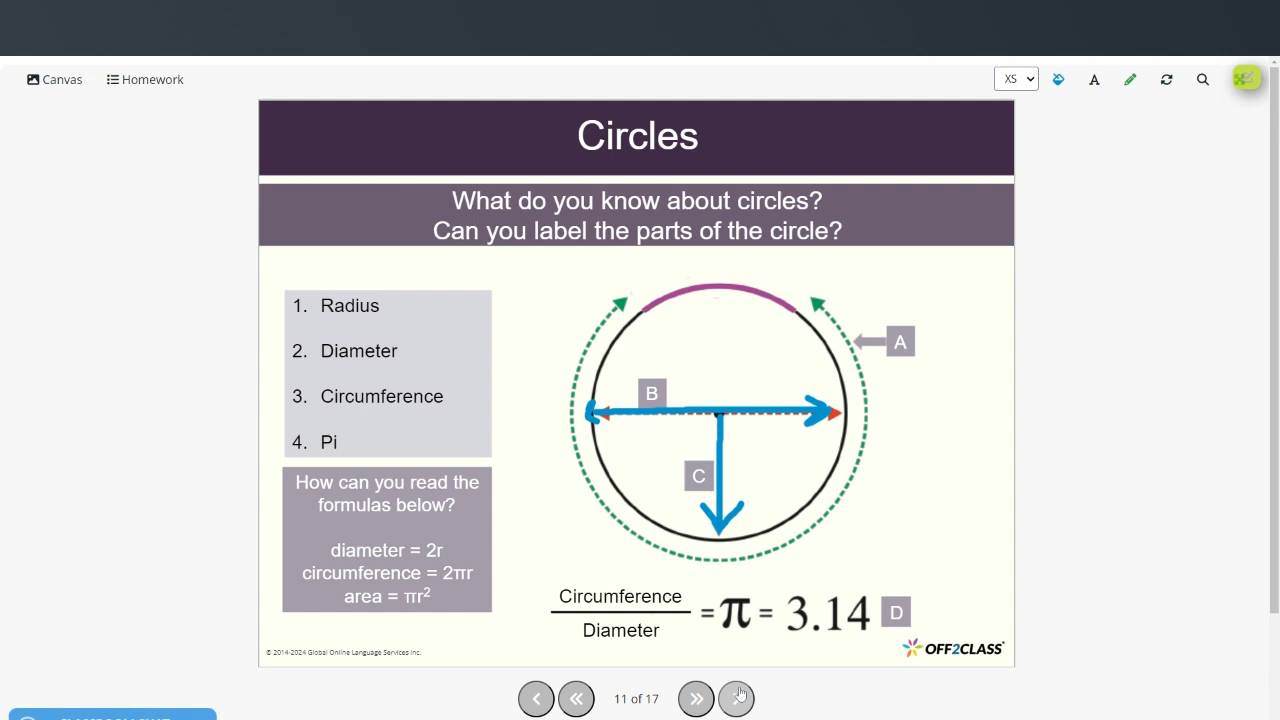 Canvas
Homework
XS
A
Circles
What do you know about circles?
Can you label the parts of the circle?
1. Radius
2. Diameter
3. Circumference
4. Pi
How can you read the
formulas below?
diameter = 2r
circumference = 2πr
area = πr²
A
B
C
Circumference
Diameter
= π = 3.14
D
© 2014-2024 Global Online Language Services Inc.
OFF2CLASS
11 of 17